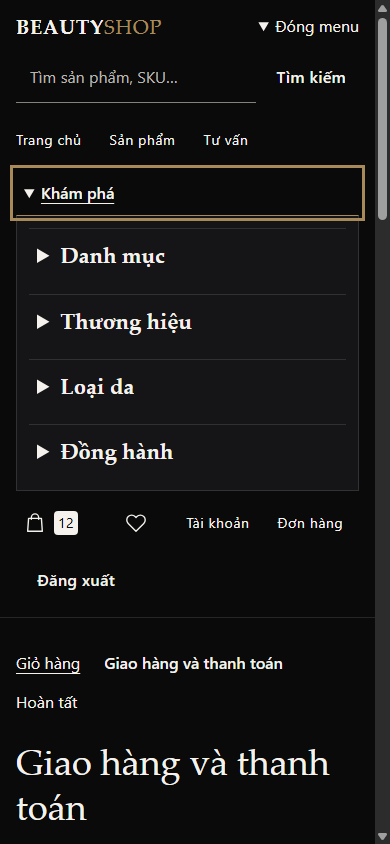 BEAUTYSHOP
▼ Đóng menu
Tìm sản phẩm, SKU...
Tìm kiếm
Trang chủ
Sản phẩm
Tư vấn
▼ Khám phá
▶ Danh mục
▶ Thương hiệu
▶ Loại da
▶ Đồng hành
12
Tài khoản
Đơn hàng
Đăng xuất
Giỏ hàng
Giao hàng và thanh toán
Hoàn tất
Giao hàng và thanh
toán